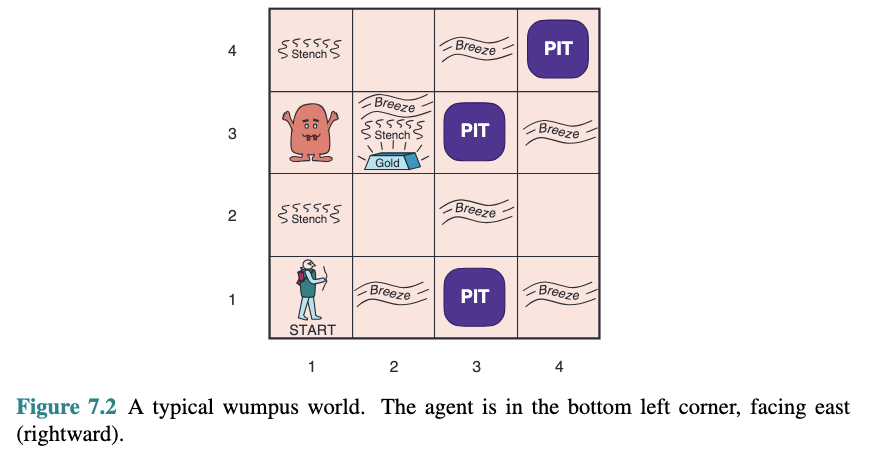 4
Stench
Breeze
PIT
3
Breeze
Stench
Gold
PIT
Breeze
2
Stench
Breeze
1
START
Breeze
PIT
Breeze
1 2 3 4
Figure 7.2 A typical wumpus world. The agent is in the bottom left corner, facing east
(rightward).